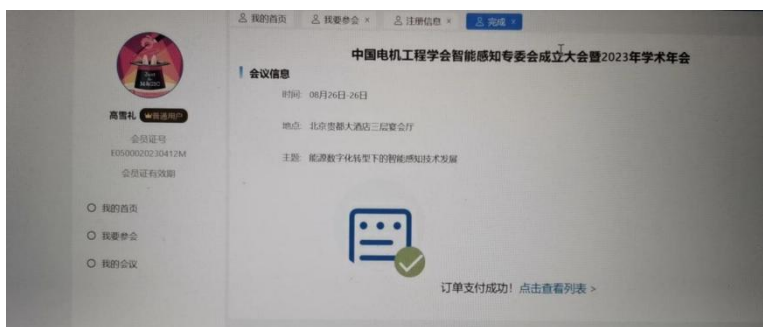 我的首页 我要参会 × 注册信息 × 完成 ×
中国电机工程学会智能感知专委会成立大会暨2023年学术年会
会议信息
时间: 08月26日-26日
地点: 北京贵都大酒店三层宴会厅
主题: 能源数字化转型下的智能感知技术发展
高雪礼 普通用户
会员证号
E0500020230412M
会员证有效期
我的首页
我要参会
我的会议
订单支付成功! 点击查看列表 >